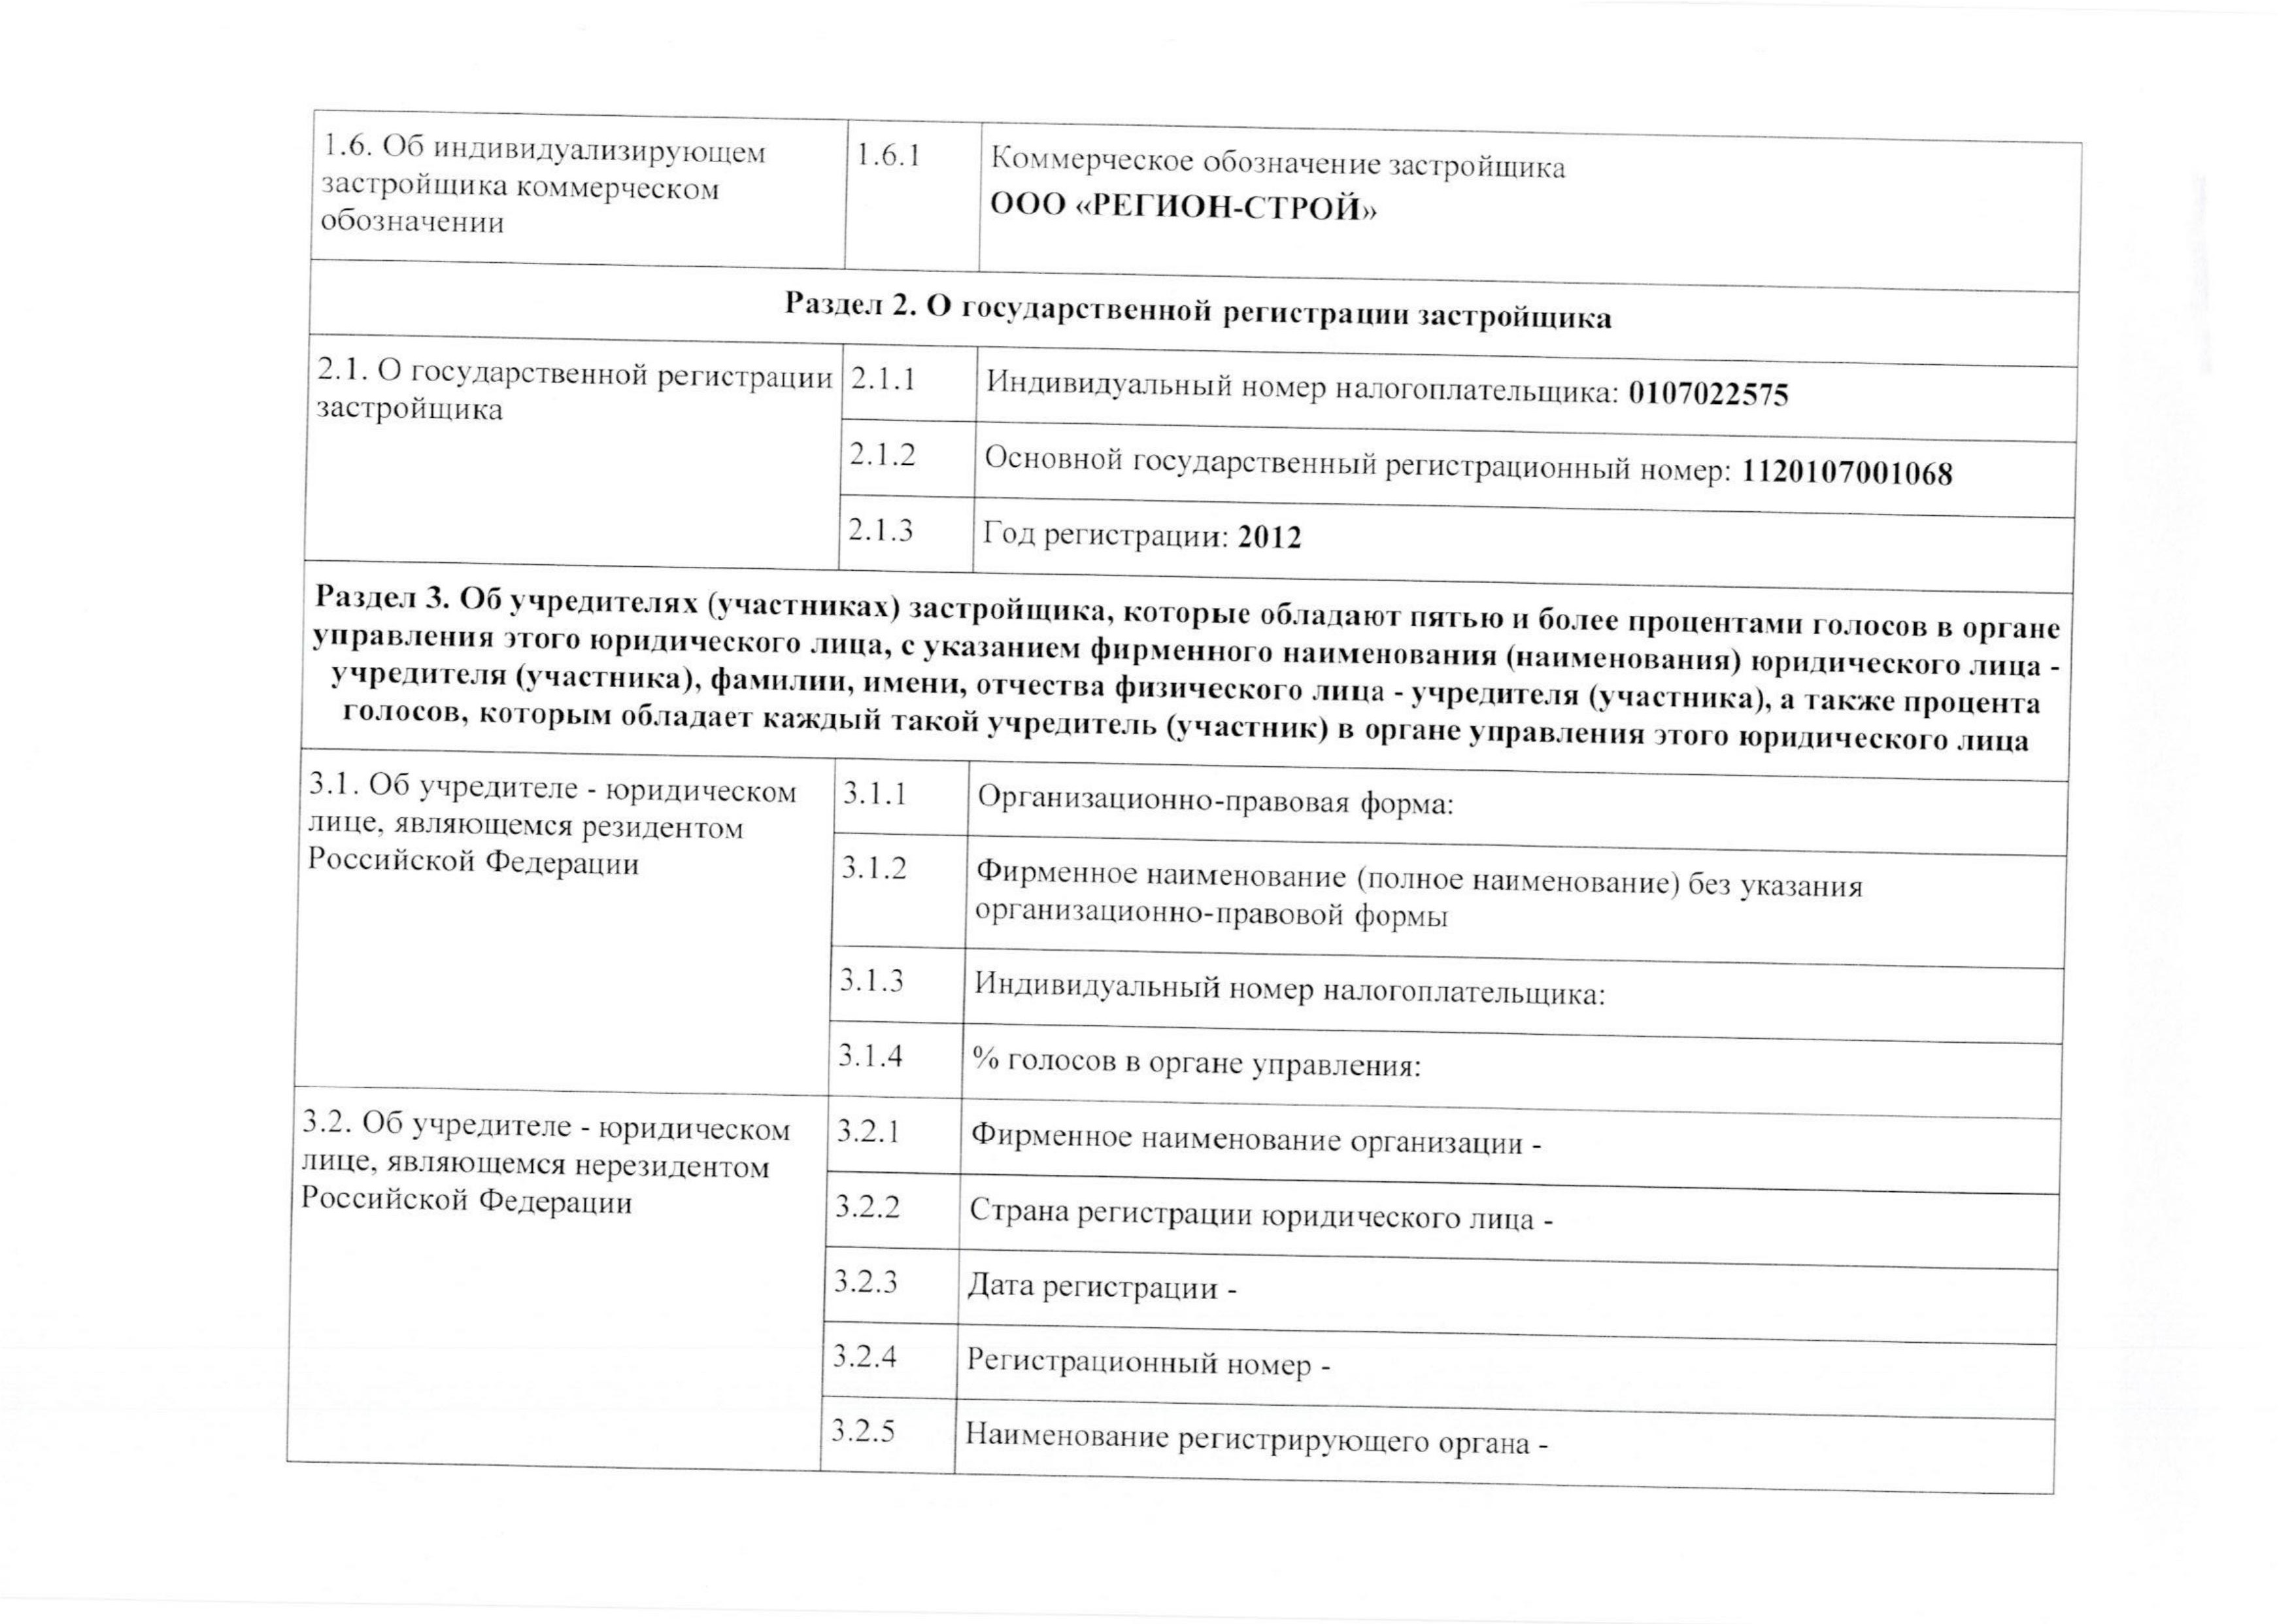 1.6. Об индивидуализирующем
застройщика коммерческом
обозначении
1.6.1
Коммерческое обозначение застройщика
ООО «РЕГИОН-СТРОЙ»
Раздел 2. О государственной регистрации застройщика
2.1. О государственной регистрации
застройщика
2.1.1
Индивидуальный номер налогоплательщика: 0107022575
2.1.2
Основной государственный регистрационный номер: 1120107001068
2.1.3
Год регистрации: 2012
Раздел 3. Об учредителях (участниках) застройщика, которые обладают пятью и более процентами голосов в органе
управления этого юридического лица, с указанием фирменного наименования (наименования) юридического лица -
учредителя (участника), фамилии, имени, отчества физического лица - учредителя (участника), а также процента
голосов, которым обладает каждый такой учредитель (участник) в органе управления этого юридического лица
3.1. Об учредителе - юридическом
лице, являющемся резидентом
Российской Федерации
3.1.1
Организационно-правовая форма:
3.1.2
Фирменное наименование (полное наименование) без указания
организационно-правовой формы
3.1.3
Индивидуальный номер налогоплательщика:
3.1.4
% голосов в органе управления:
3.2. Об учредителе - юридическом
лице, являющемся нерезидентом
Российской Федерации
3.2.1
Фирменное наименование организации -
3.2.2
Страна регистрации юридического лица -
3.2.3
Дата регистрации -
3.2.4
Регистрационный номер -
3.2.5
Наименование регистрирующего органа -